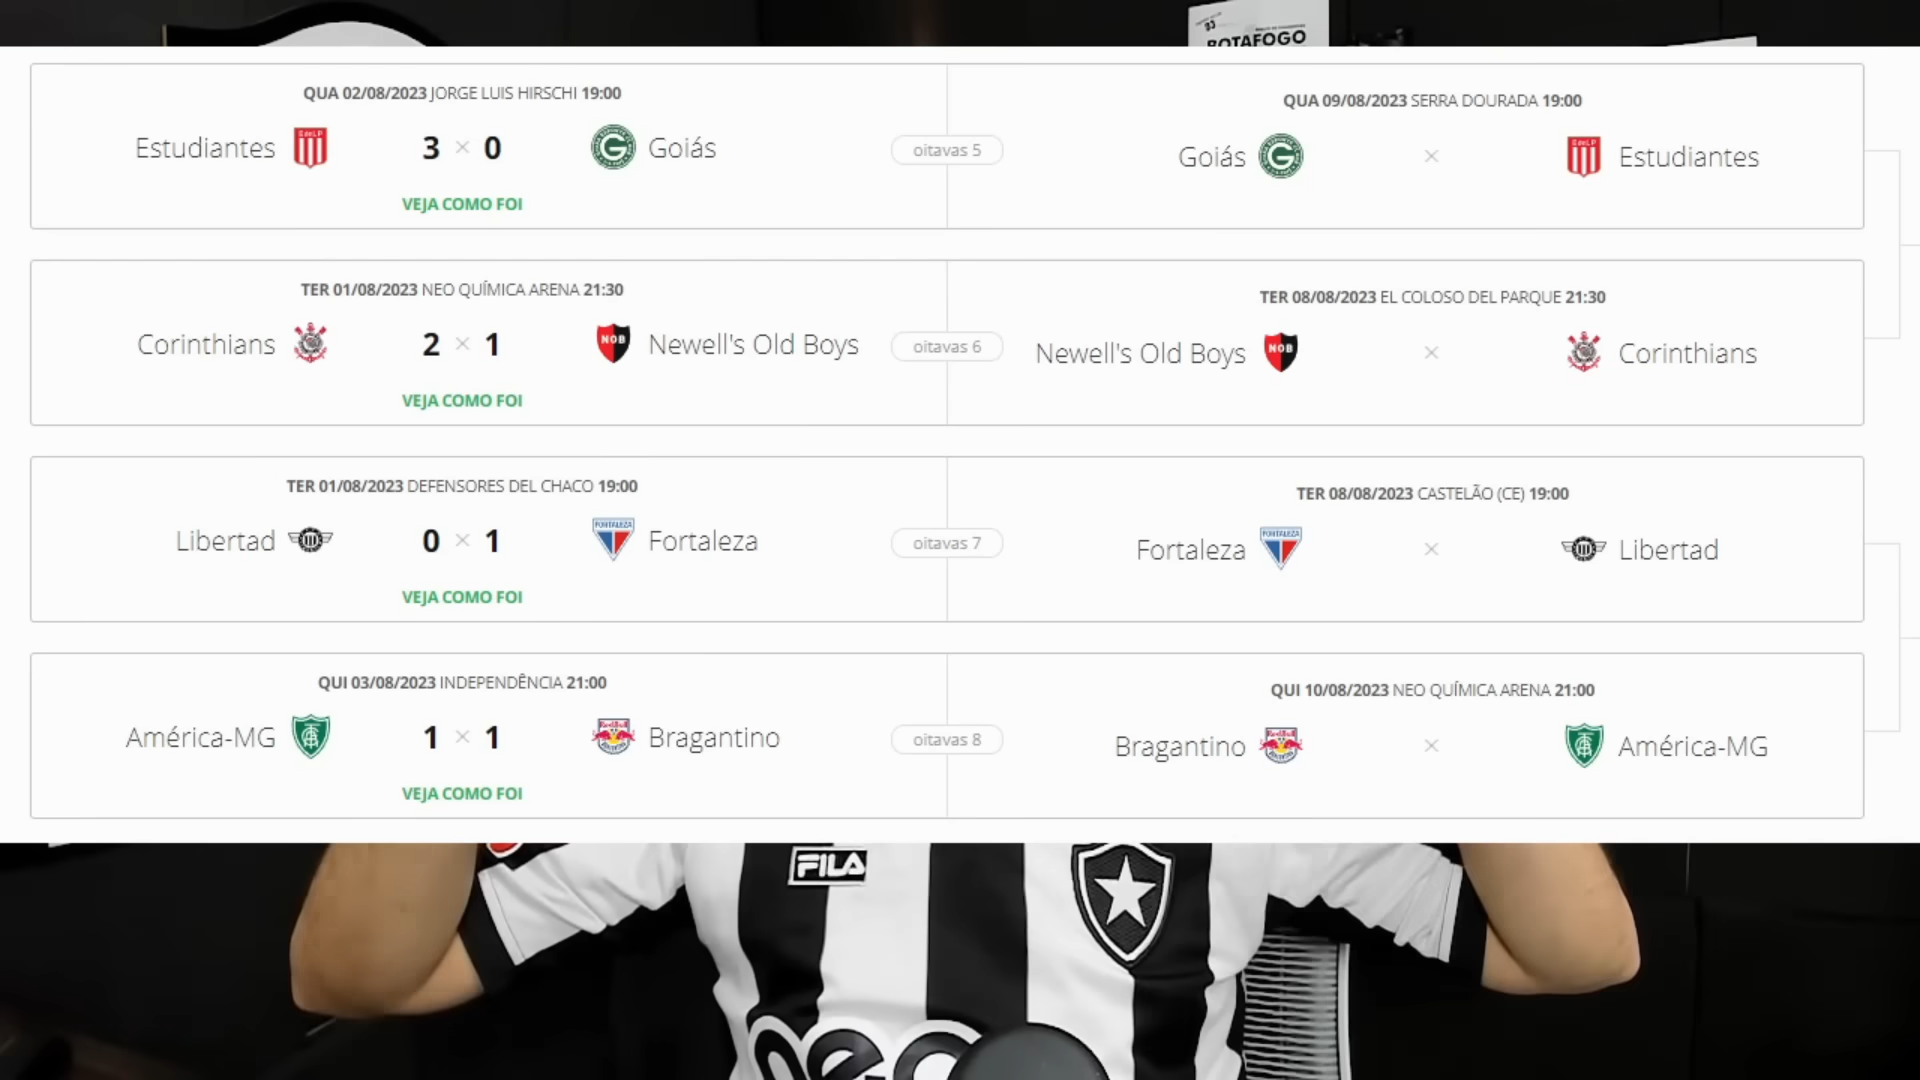 BOTAFOGO
QUA 02/08/2023 JORGE LUIS HIRSCHI 19:00
Estudiantes 3 × 0 Goiás
VEJA COMO FOI
oitavas 5
QUA 09/08/2023 SERRA DOURADA 19:00
Goiás × Estudiantes
TER 01/08/2023 NEO QUÍMICA ARENA 21:30
Corinthians 2 × 1 NOB Newell's Old Boys
VEJA COMO FOI
oitavas 6
TER 08/08/2023 EL COLOSO DEL PARQUE 21:30
Newell's Old Boys NOB × Corinthians
TER 01/08/2023 DEFENSORES DEL CHACO 19:00
Libertad 0 × 1 FORTALEZA Fortaleza
VEJA COMO FOI
oitavas 7
TER 08/08/2023 CASTELÃO (CE) 19:00
Fortaleza FORTALEZA × Libertad
QUI 03/08/2023 INDEPENDÊNCIA 21:00
América-MG 1 × 1 Bragantino
VEJA COMO FOI
oitavas 8
QUI 10/08/2023 NEO QUÍMICA ARENA 21:00
Bragantino × América-MG
FILA
neo